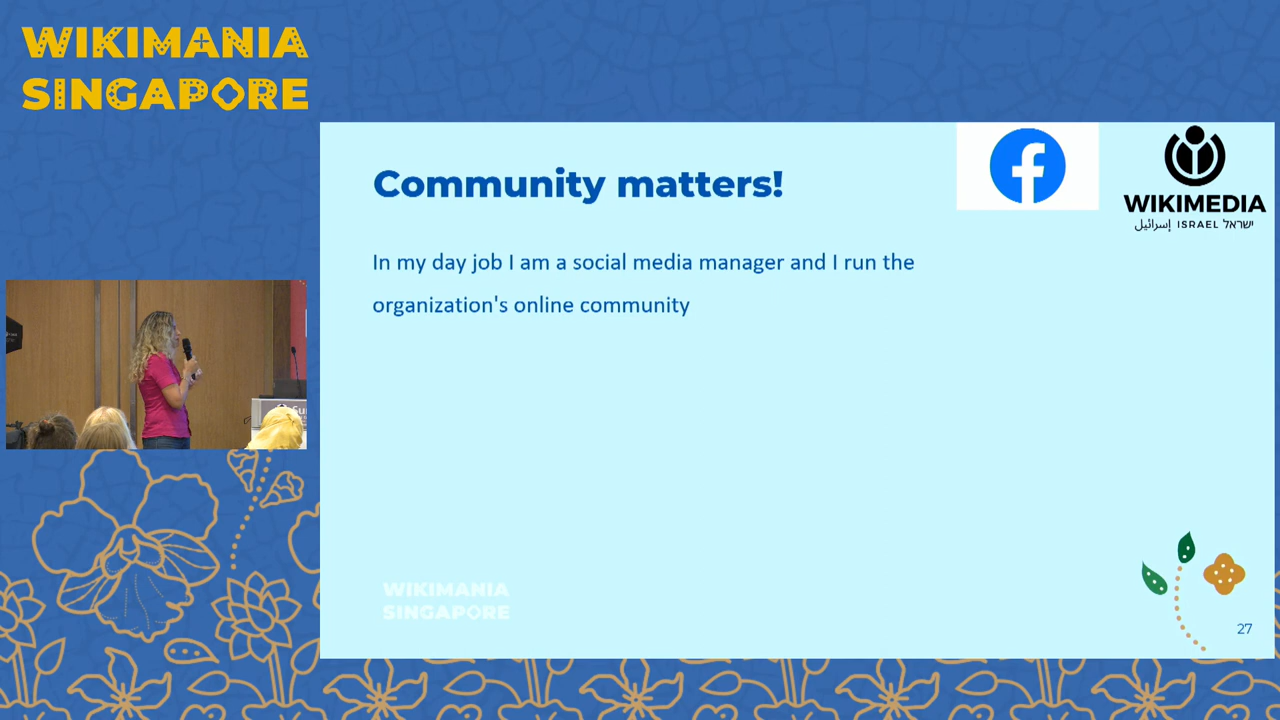 WIKIMANIA
SINGAPORE
Community matters!
WIKIMEDIA
إسرائيل ISRAEL ישראל
In my day job I am a social media manager and I run the
organization's online community
WIKIMANIA
SINGAPORE
27